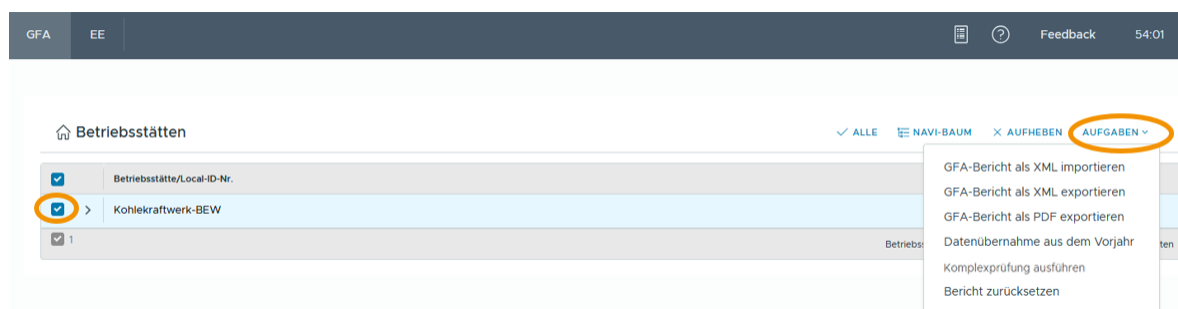 GFA EE Feedback 54:01
Betriebsstätten ALLE NAVI-BAUM AUFHEBEN AUFGABEN
Betriebsstätte/Local-ID-Nr.
Kohlekraftwerk-BEW
1 Betriebs ten
GFA-Bericht als XML importieren
GFA-Bericht als XML exportieren
GFA-Bericht als PDF exportieren
Datenübernahme aus dem Vorjahr
Komplexprüfung ausführen
Bericht zurücksetzen